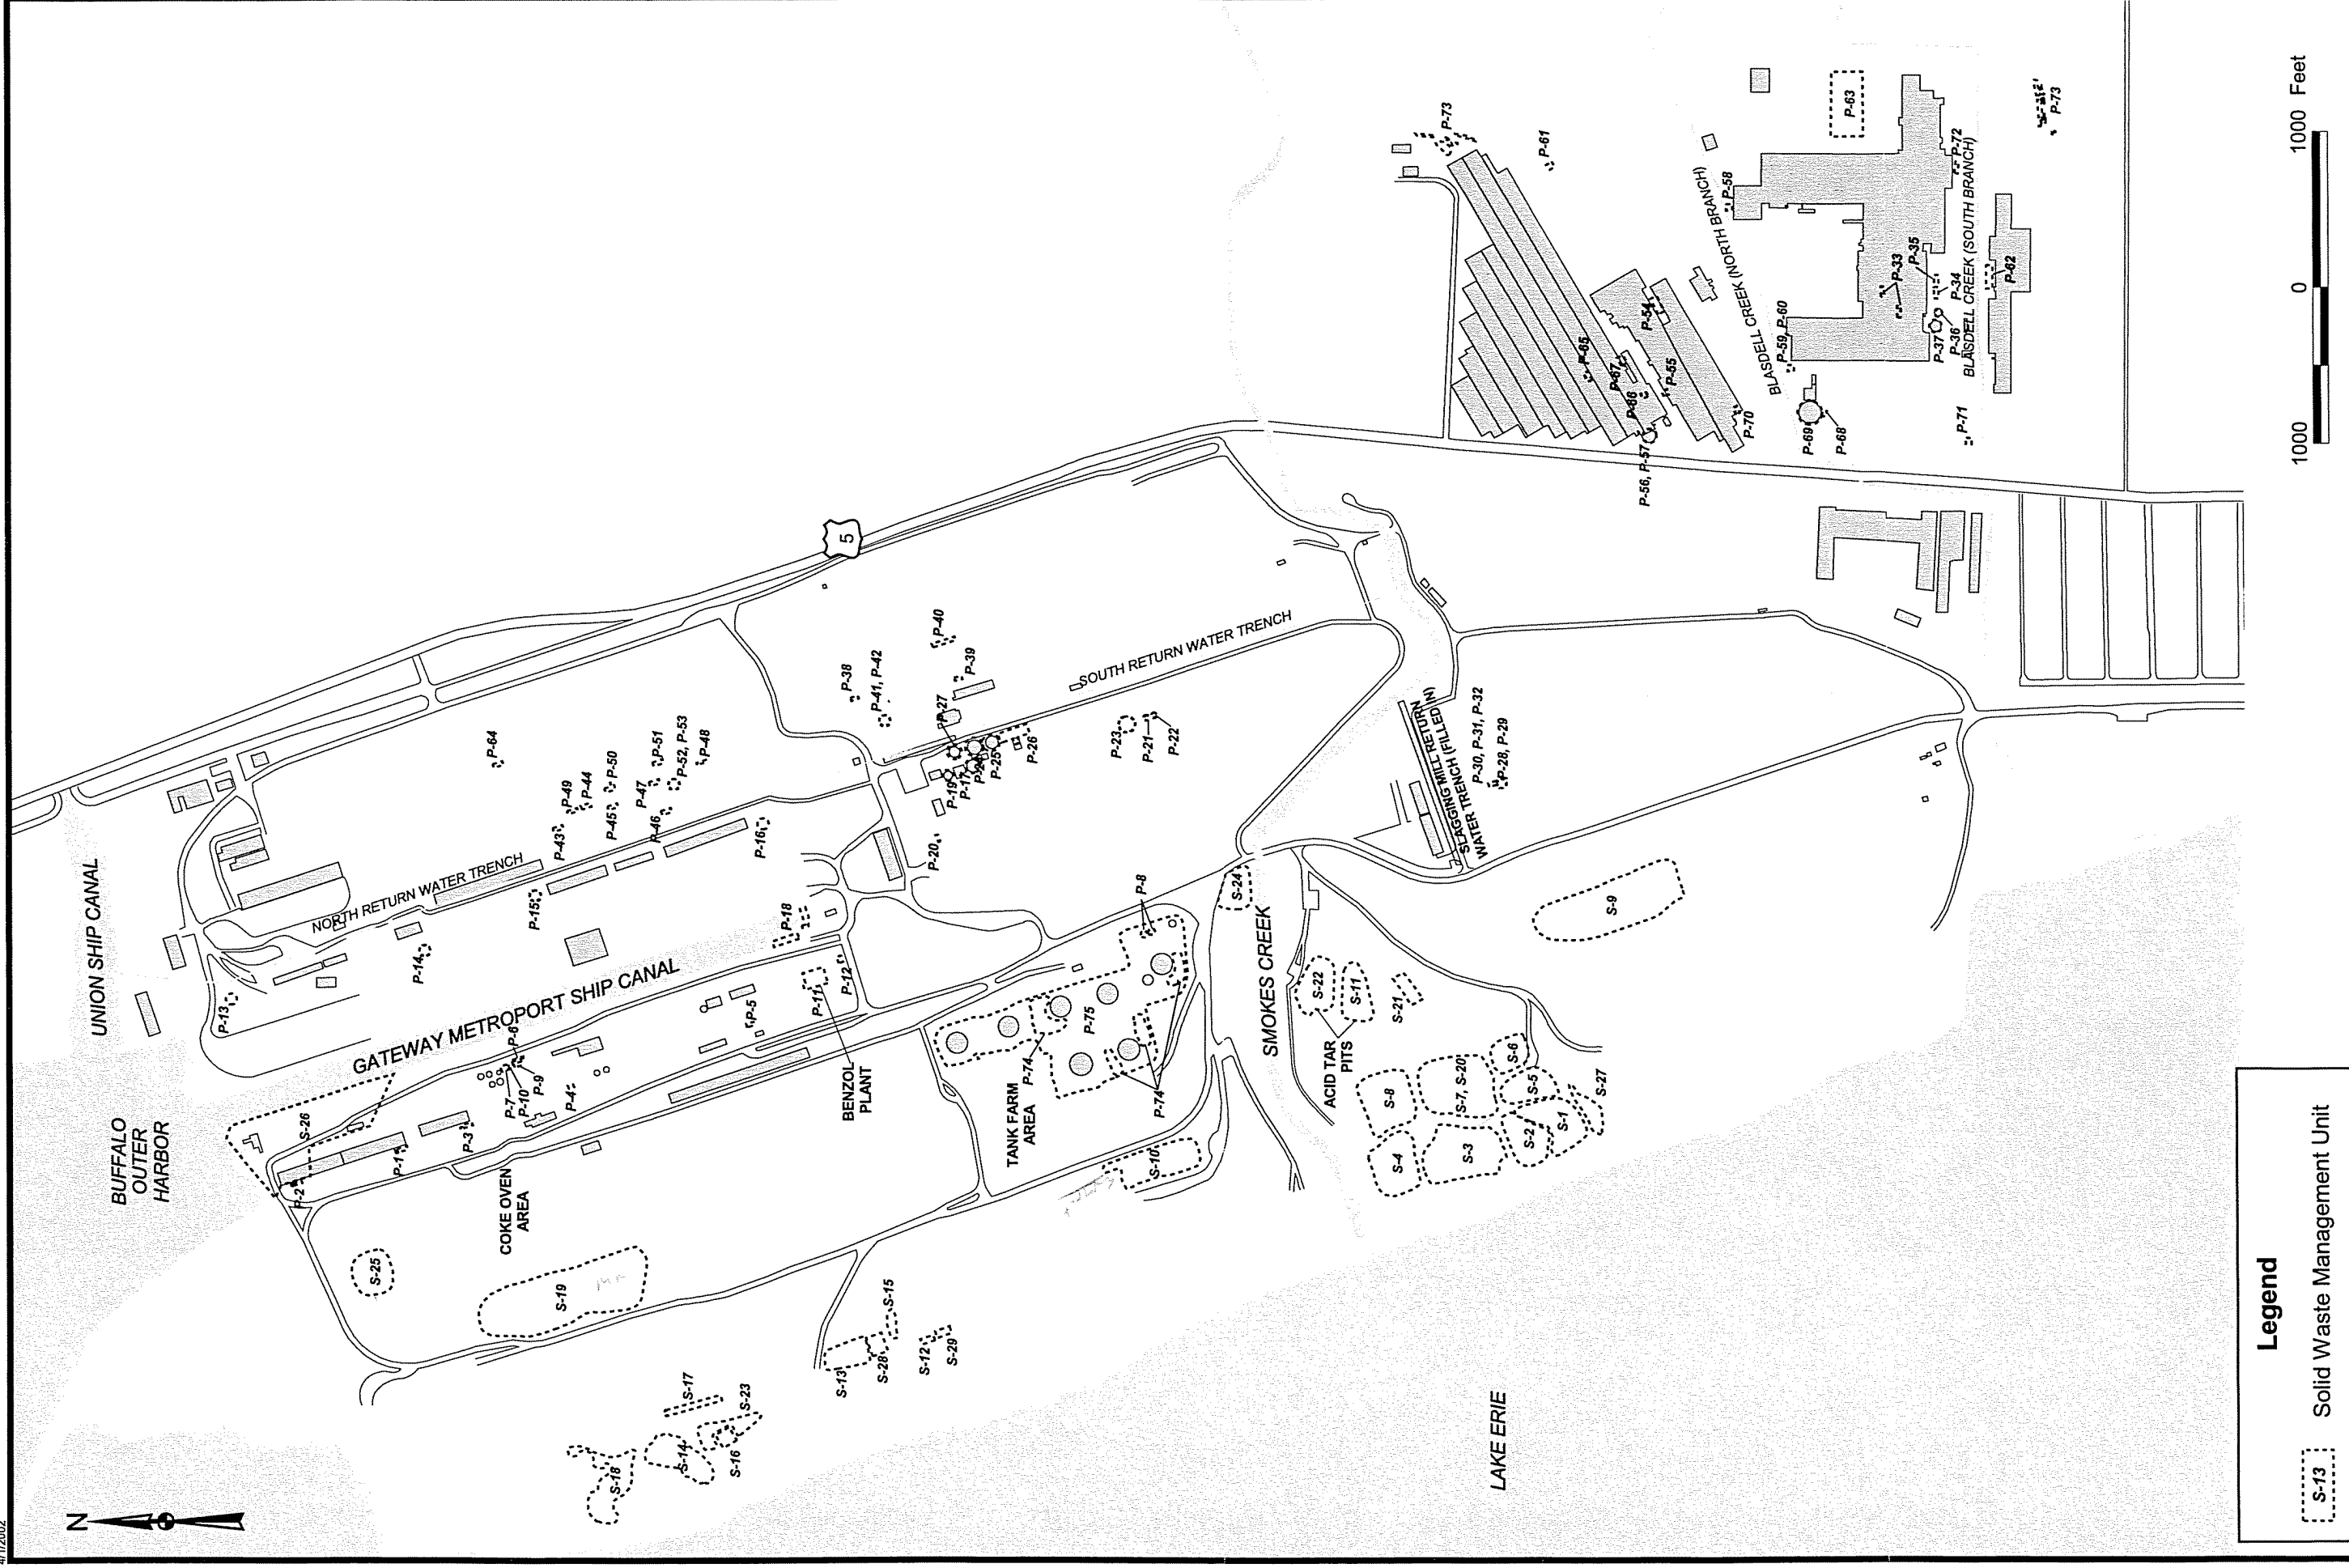 4/1/2002
N
BUFFALO
OUTER
HARBOR
UNION SHIP CANAL
GATEWAY METROPORT SHIP CANAL
NORTH RETURN WATER TRENCH
SOUTH RETURN WATER TRENCH
5
COKE OVEN
AREA
BENZOL
PLANT
TANK FARM
AREA
ACID TAR
PITS
SMOKES CREEK
LAKE ERIE
SLAGGING MILL RETURN
WATER TRENCH (FILLED IN)
BLASDELL CREEK (NORTH BRANCH)
BLASDELL CREEK (SOUTH BRANCH)
S-26
P-2
P-1
P-3
P-7
P-10
P-9
P-6
P-4
P-5
P-11
P-12
P-13
P-14
P-15
P-16
P-18
P-43
P-49
P-44
P-45
P-50
P-46
P-47
P-51
P-52, P-53
P-48
P-64
P-38
P-41, P-42
P-40
P-39
P-27
P-19
P-17
P-24
P-25
P-26
P-20
P-23
P-21
P-22
P-8
P-75
P-74
P-74
S-25
S-19
S-18
S-14
S-17
S-16
S-23
S-13
S-28
S-15
S-12
S-29
S-10
S-24
S-22
S-11
S-21
S-9
S-8
S-7, S-20
S-6
S-5
S-4
S-3
S-2
S-1
S-27
P-30, P-31, P-32
P-28, P-29
P-73
P-61
P-65
P-67
P-66
P-54
P-55
P-56, P-57
P-70
P-58
P-59, P-60
P-69
P-68
P-63
P-33
P-35
P-34
P-37
P-36
P-72
P-62
P-71
P-73
1000 0 1000 Feet
Legend
S-13 Solid Waste Management Unit